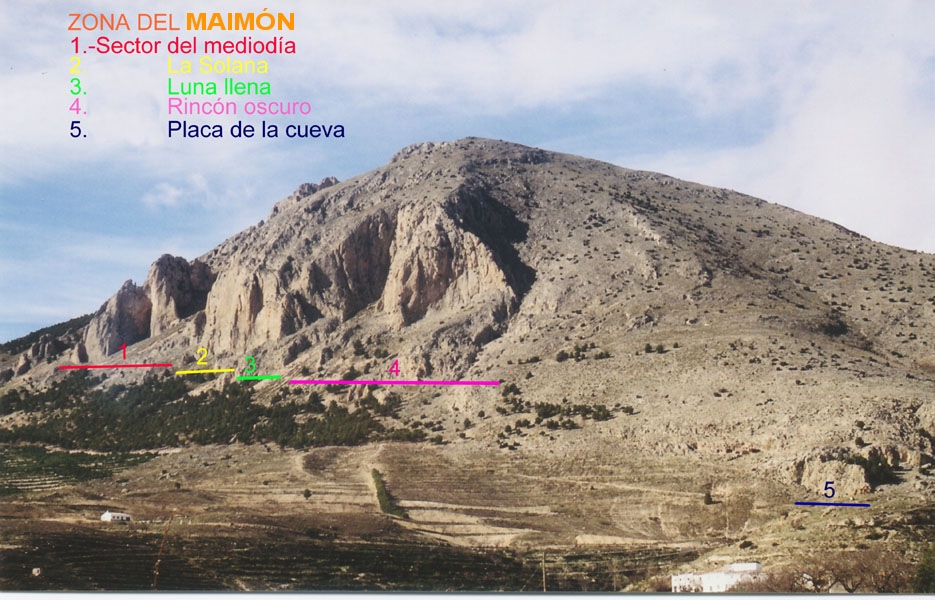 ZONA DEL MAIMÓN
1.-Sector del mediodía
2. La Solana
3. Luna llena
4. Rincón oscuro
5. Placa de la cueva
1
2
3
4
5